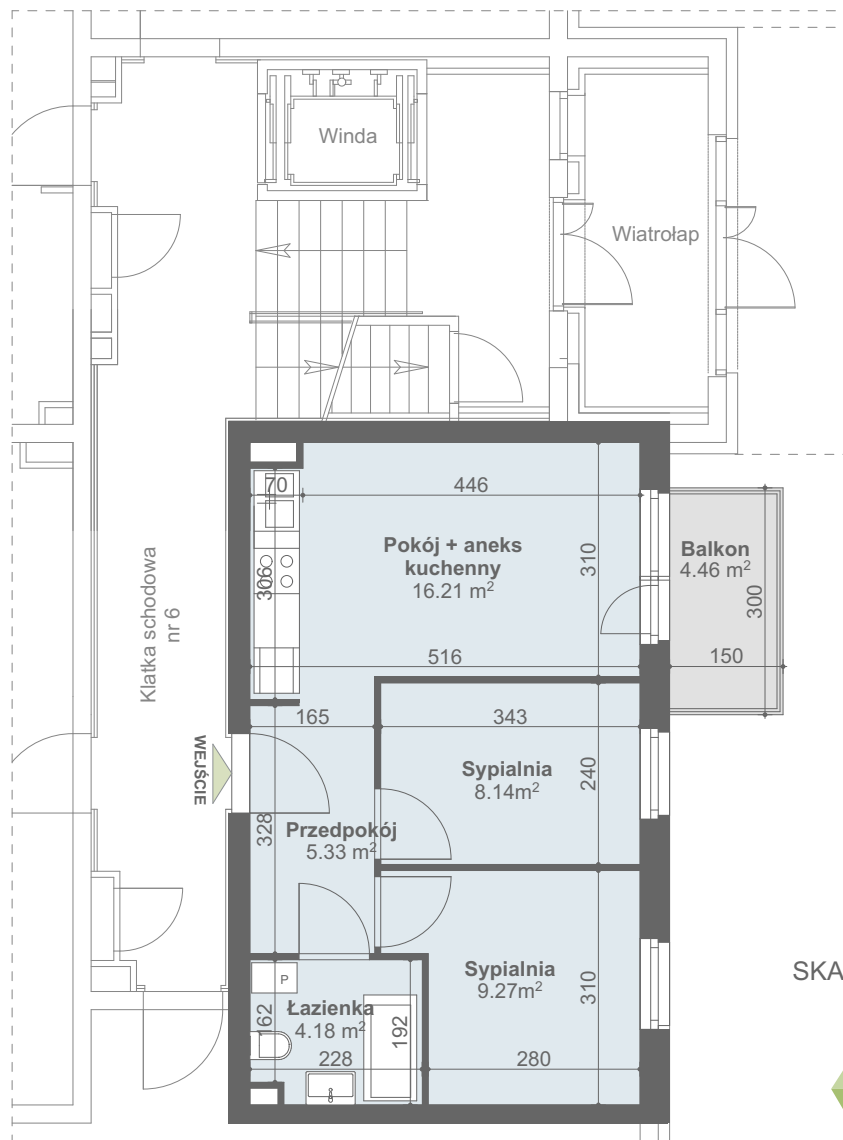 Winda
Wiatrołap
Klatka schodowa
nr 6
70
446
Pokój + aneks
kuchenny
16.21 m²
306
310
516
Balkon
4.46 m²
300
150
165
343
WEJŚCIE
Sypialnia
8.14m²
240
Przedpokój
5.33 m²
328
Sypialnia
9.27m²
310
SKA
P
Łazienka
4.18 m²
162
192
228
280